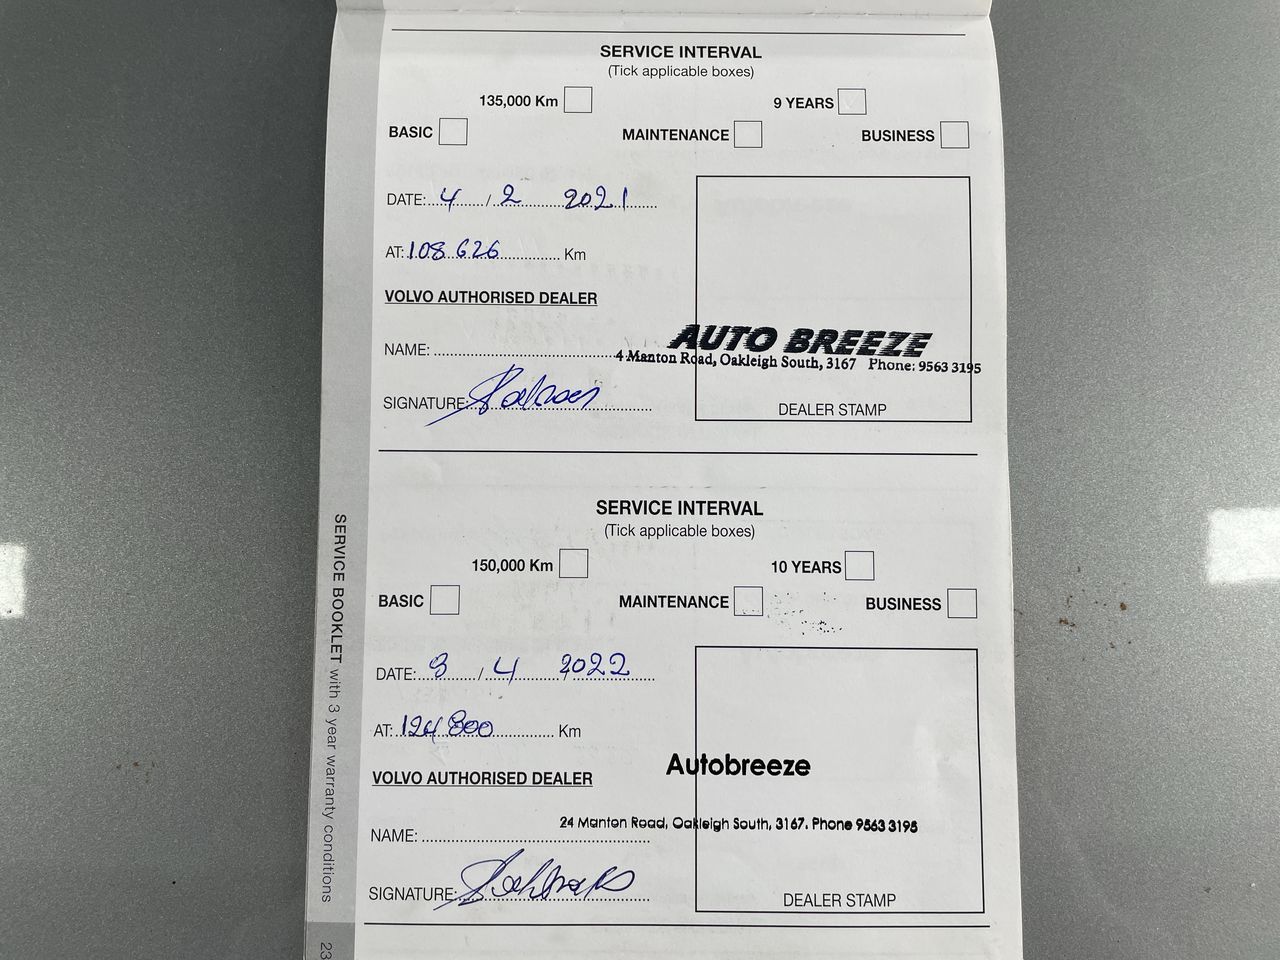 SERVICE INTERVAL
(Tick applicable boxes)
135,000 Km 9 YEARS
BASIC MAINTENANCE BUSINESS
DATE: 4 / 2 2021
AT: 108 626 Km
VOLVO AUTHORISED DEALER
AUTO BREEZE
NAME:
4 Manton Road, Oakleigh South, 3167 Phone: 9563 3195
SIGNATURE:
DEALER STAMP
SERVICE INTERVAL
(Tick applicable boxes)
150,000 Km 10 YEARS
BASIC MAINTENANCE BUSINESS
DATE: 3 / 4 2022
AT: 124 800 Km
Autobreeze
VOLVO AUTHORISED DEALER
24 Manton Road, Oakleigh South, 3167. Phone 9563 3195
NAME:
SIGNATURE:
DEALER STAMP
SERVICE BOOKLET with 3 year warranty conditions 23